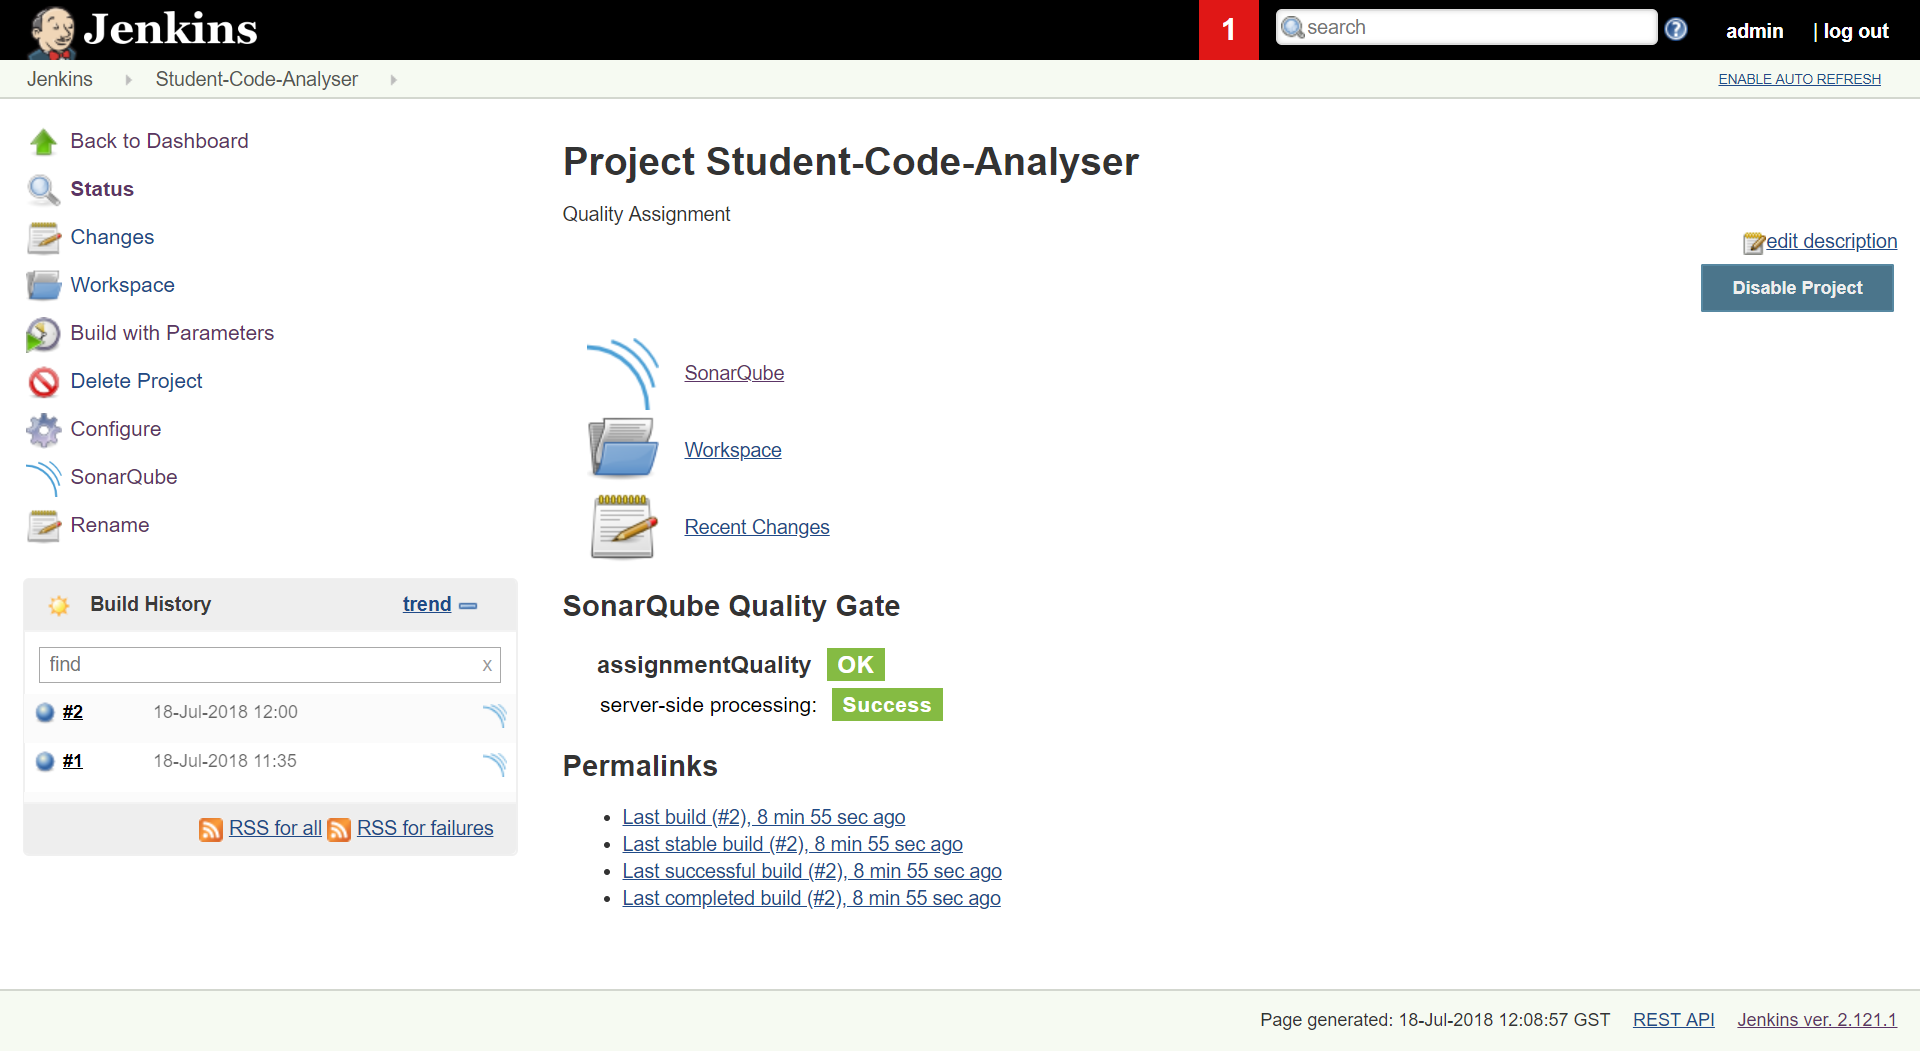 Jenkins
1
search
admin
| log out
Jenkins
Student-Code-Analyser
ENABLE AUTO REFRESH
Back to Dashboard
Status
Changes
Workspace
Build with Parameters
Delete Project
Configure
SonarQube
Rename
Build History
trend
find
x
#2 18-Jul-2018 12:00
#1 18-Jul-2018 11:35
RSS for all RSS for failures
Project Student-Code-Analyser
Quality Assignment
edit description
Disable Project
SonarQube
Workspace
Recent Changes
SonarQube Quality Gate
assignmentQuality OK
server-side processing: Success
Permalinks
Last build (#2), 8 min 55 sec ago
Last stable build (#2), 8 min 55 sec ago
Last successful build (#2), 8 min 55 sec ago
Last completed build (#2), 8 min 55 sec ago
Page generated: 18-Jul-2018 12:08:57 GST REST API Jenkins ver. 2.121.1